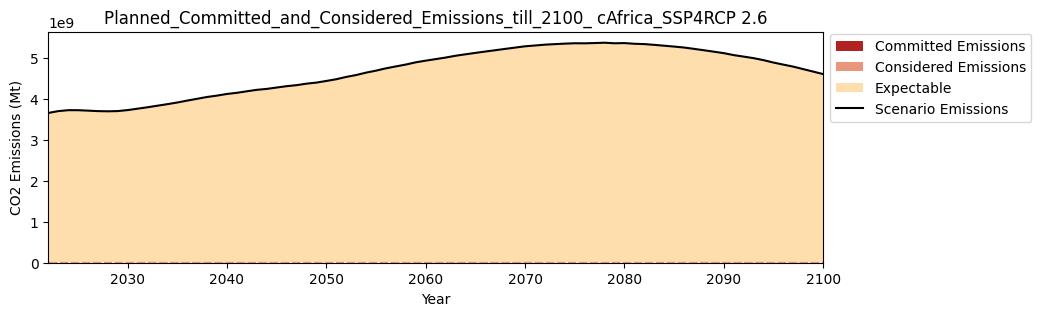 Planned_Committed_and_Considered_Emissions_till_2100_ cAfrica_SSP4RCP 2.6
1e9
5
4
3
2
1
0
CO2 Emissions (Mt)
2030 2040 2050 2060 2070 2080 2090 2100
Year
Committed Emissions
Considered Emissions
Expectable
Scenario Emissions